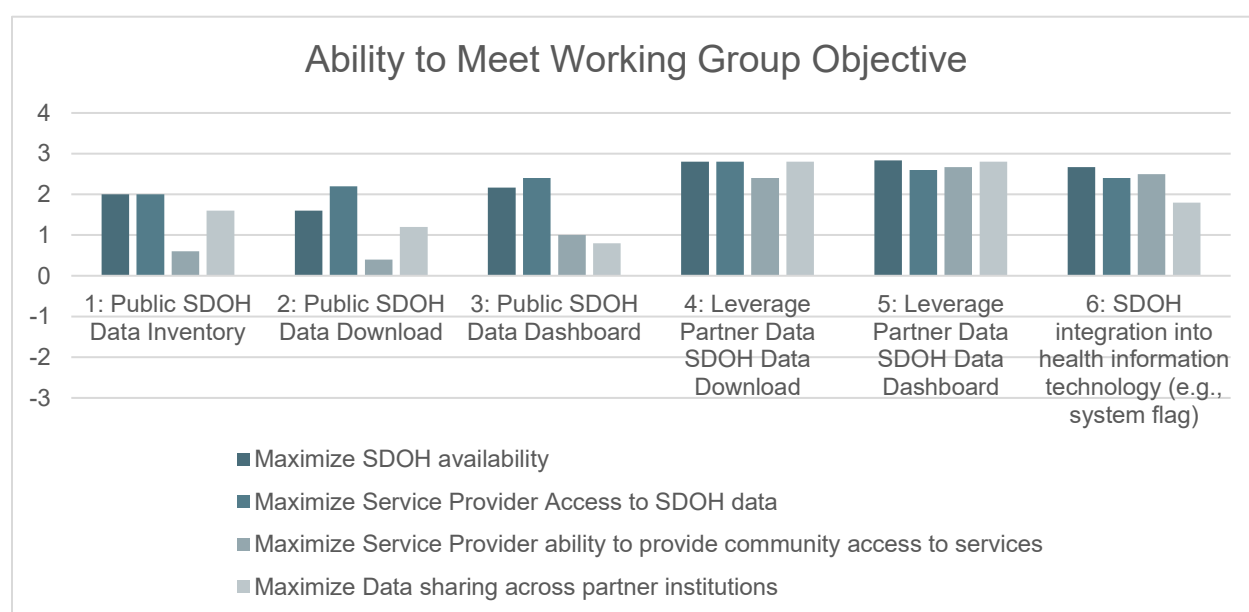 Ability to Meet Working Group Objective
4
3
2
1
0
-1
-2
-3
1: Public SDOH
Data Inventory
2: Public SDOH
Data Download
3: Public SDOH
Data Dashboard
4: Leverage
Partner Data
SDOH Data
Download
5: Leverage
Partner Data
SDOH Data
Dashboard
6: SDOH
integration into
health information
technology (e.g.,
system flag)
Maximize SDOH availability
Maximize Service Provider Access to SDOH data
Maximize Service Provider ability to provide community access to services
Maximize Data sharing across partner institutions